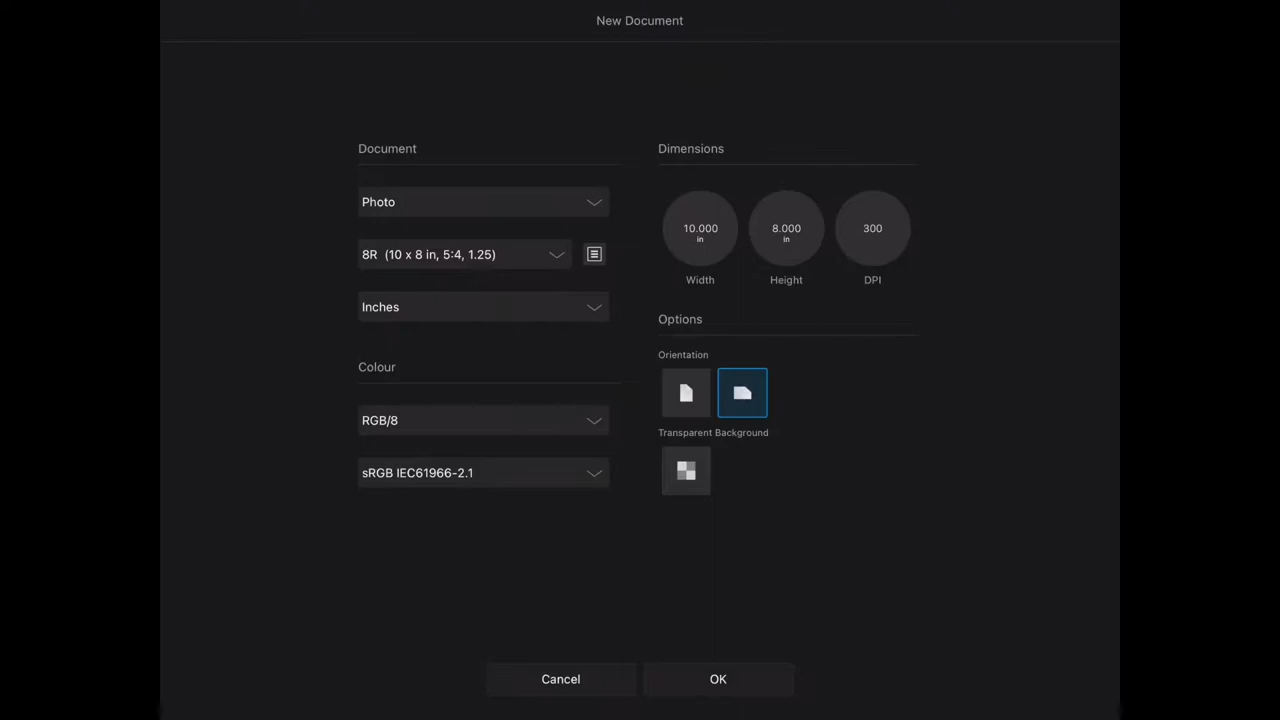 New Document
Document
Photo
8R (10 x 8 in, 5:4, 1.25)
Inches
Colour
RGB/8
sRGB IEC61966-2.1
Dimensions
10.000
in
Width
8.000
in
Height
300
DPI
Options
Orientation
Transparent Background
Cancel
OK